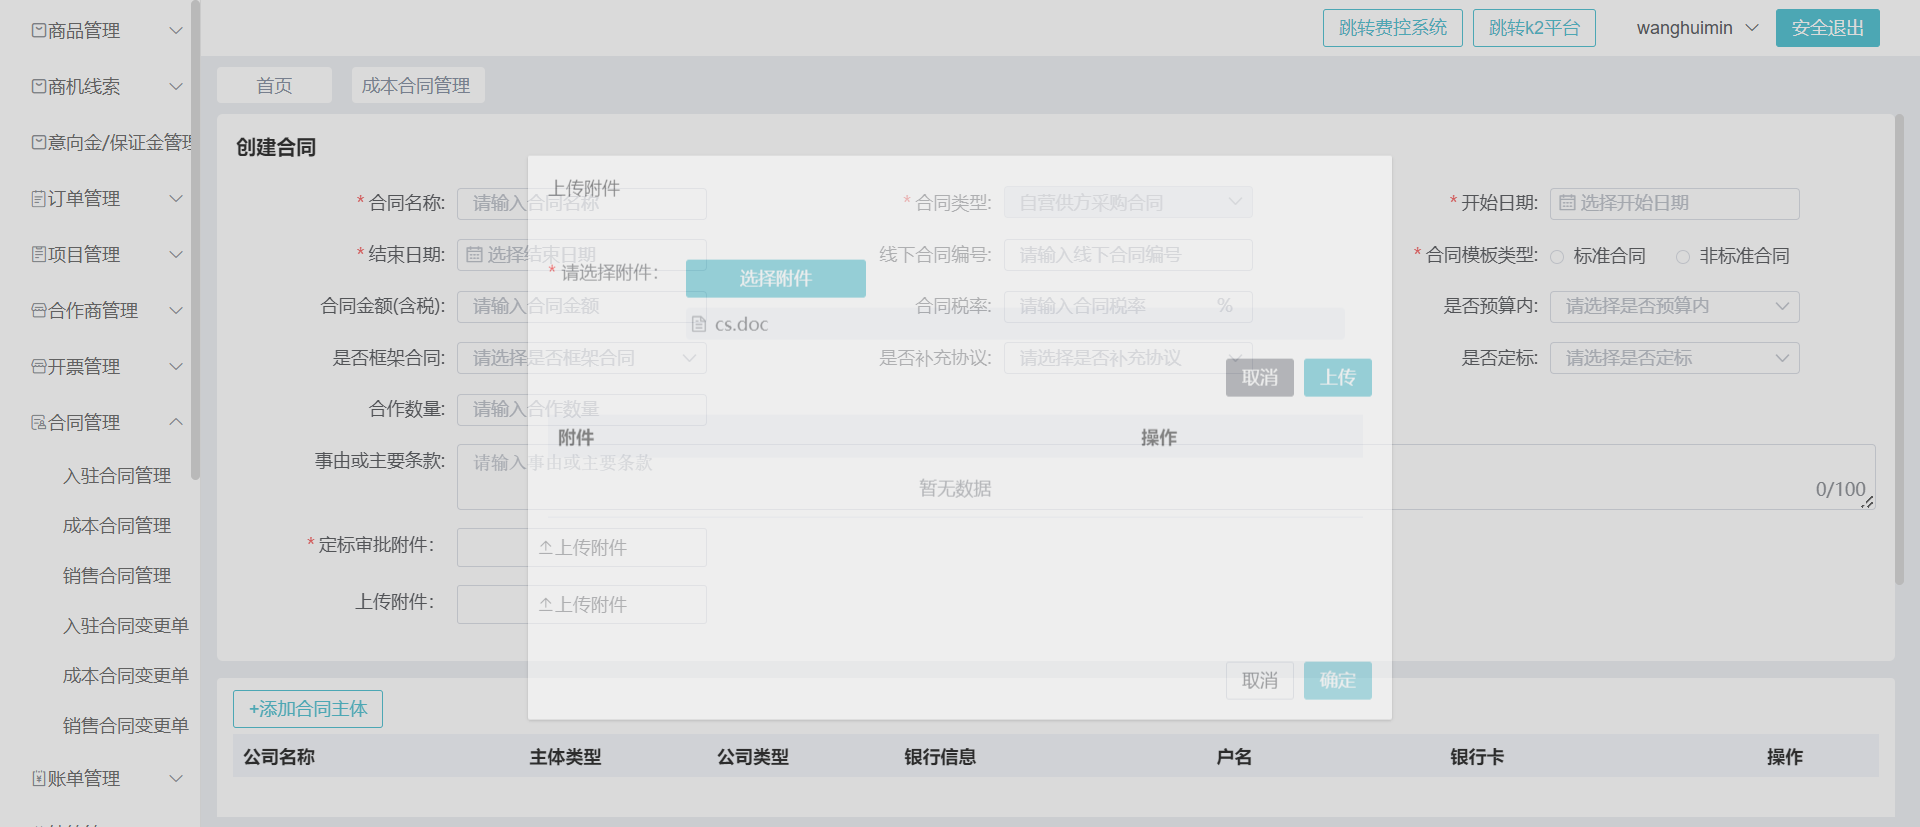 商品管理
商机线索
意向金/保证金管理
订单管理
项目管理
合作商管理
开票管理
合同管理
入驻合同管理
成本合同管理
销售合同管理
入驻合同变更单
成本合同变更单
销售合同变更单
账单管理
跳转费控系统
跳转k2平台
wanghuimin
安全退出
首页
成本合同管理
创建合同
* 合同名称: 请输入合同名称
* 合同类型: 自营供方采购合同
* 开始日期: 选择开始日期
* 结束日期: 选择结束日期
线下合同编号: 请输入线下合同编号
* 合同模板类型: 标准合同 非标准合同
合同金额(含税): 请输入合同金额
合同税率: 请输入合同税率 %
是否预算内: 请选择是否预算内
是否框架合同: 请选择是否框架合同
是否补充协议: 请选择是否补充协议
是否定标: 请选择是否定标
合作数量: 请输入合作数量
事由或主要条款: 请输入事由或主要条款
0/100
* 定标审批附件: 上传附件
上传附件: 上传附件
上传附件
* 请选择附件: 选择附件
cs.doc
取消 上传
附件 操作
暂无数据
取消 确定
+添加合同主体
公司名称 主体类型 公司类型 银行信息 户名 银行卡 操作